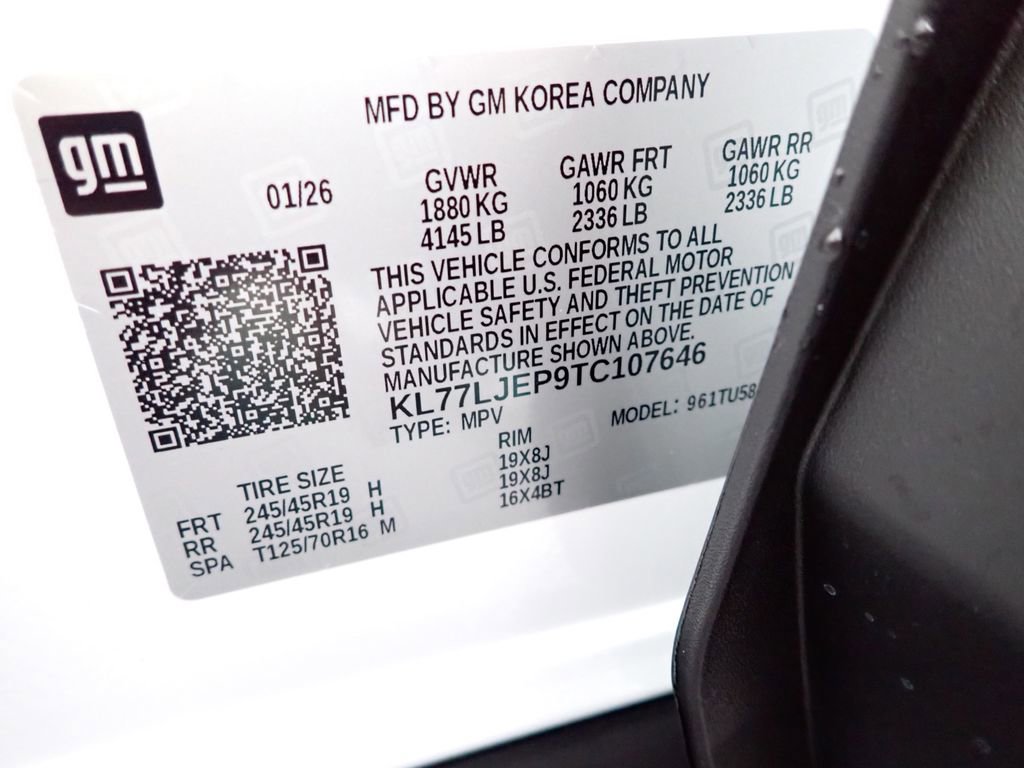 gm
MFD BY GM KOREA COMPANY
01/26
GVWR
1880 KG
4145 LB
GAWR FRT
1060 KG
2336 LB
GAWR RR
1060 KG
2336 LB
THIS VEHICLE CONFORMS TO ALL
APPLICABLE U.S. FEDERAL MOTOR
VEHICLE SAFETY AND THEFT PREVENTION
STANDARDS IN EFFECT ON THE DATE OF
MANUFACTURE SHOWN ABOVE.
KL77LJEP9TC107646
TYPE: MPV
MODEL: 961TU58
TIRE SIZE RIM
FRT 245/45R19 H 19X8J
RR 245/45R19 H 19X8J
SPA T125/70R16 M 16X4BT